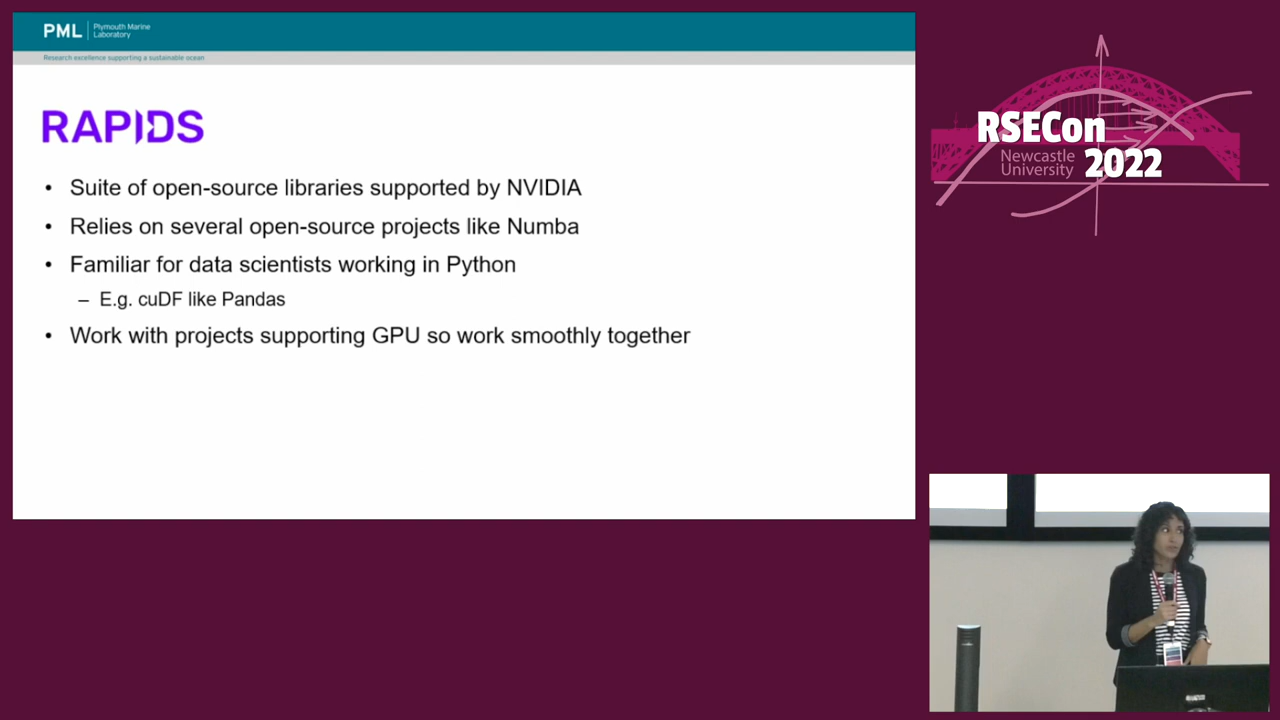 PML
Plymouth Marine
Laboratory
Research excellence supporting a sustainable ocean
RAPIDS
• Suite of open-source libraries supported by NVIDIA
• Relies on several open-source projects like Numba
• Familiar for data scientists working in Python
– E.g. cuDF like Pandas
• Work with projects supporting GPU so work smoothly together
RSECon
Newcastle
University
2022